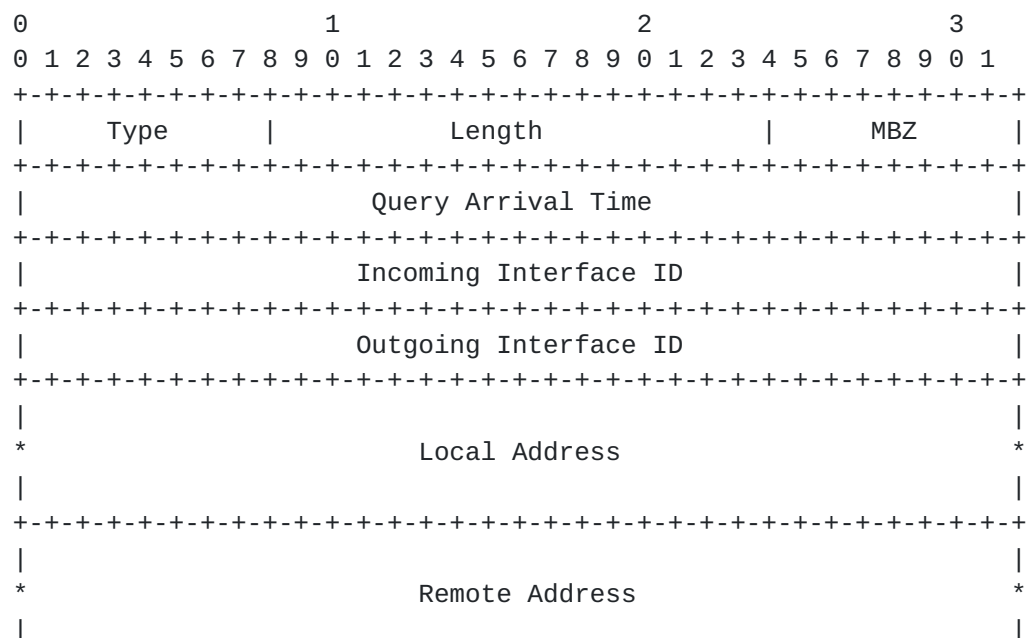 0                   1                   2                   3
0 1 2 3 4 5 6 7 8 9 0 1 2 3 4 5 6 7 8 9 0 1 2 3 4 5 6 7 8 9 0 1
+-+-+-+-+-+-+-+-+-+-+-+-+-+-+-+-+-+-+-+-+-+-+-+-+-+-+-+-+-+-+-+-+
|     Type      |           Length              |      MBZ      |
+-+-+-+-+-+-+-+-+-+-+-+-+-+-+-+-+-+-+-+-+-+-+-+-+-+-+-+-+-+-+-+-+
|                      Query Arrival Time                       |
+-+-+-+-+-+-+-+-+-+-+-+-+-+-+-+-+-+-+-+-+-+-+-+-+-+-+-+-+-+-+-+-+
|                     Incoming Interface ID                     |
+-+-+-+-+-+-+-+-+-+-+-+-+-+-+-+-+-+-+-+-+-+-+-+-+-+-+-+-+-+-+-+-+
|                     Outgoing Interface ID                     |
+-+-+-+-+-+-+-+-+-+-+-+-+-+-+-+-+-+-+-+-+-+-+-+-+-+-+-+-+-+-+-+-+
|                                                               |
*                         Local Address                         *
|                                                               |
+-+-+-+-+-+-+-+-+-+-+-+-+-+-+-+-+-+-+-+-+-+-+-+-+-+-+-+-+-+-+-+-+
|                                                               |
*                         Remote Address                        *
|                                                               |